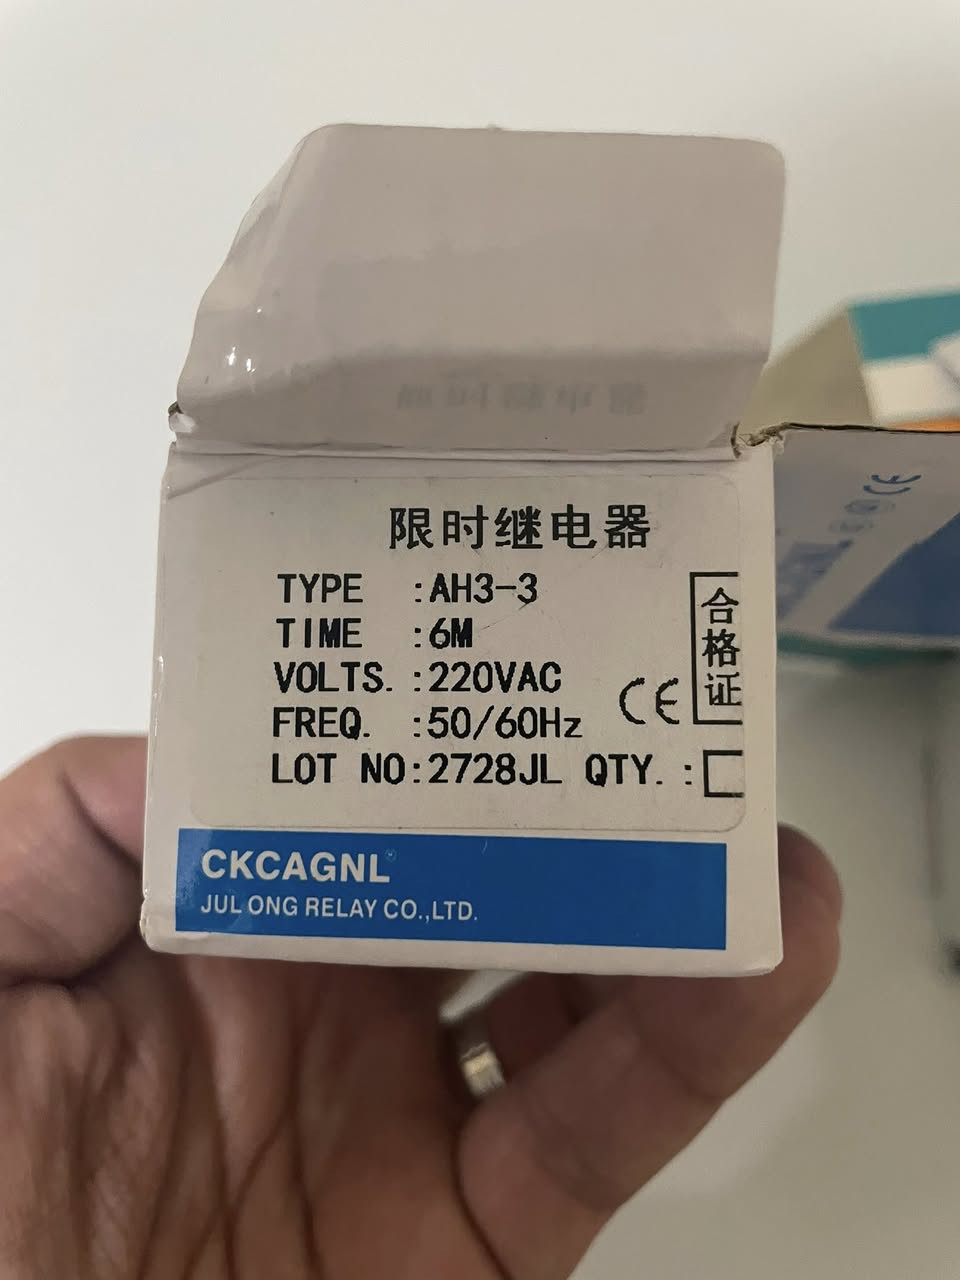 限时继电器
TYPE :AH3-3
TIME :6M
VOLTS. :220VAC
FREQ. :50/60Hz
LOT NO:2728JL QTY. :
CE
合格证
CKCAGNL
JUL ONG RELAY CO.,LTD.
CE